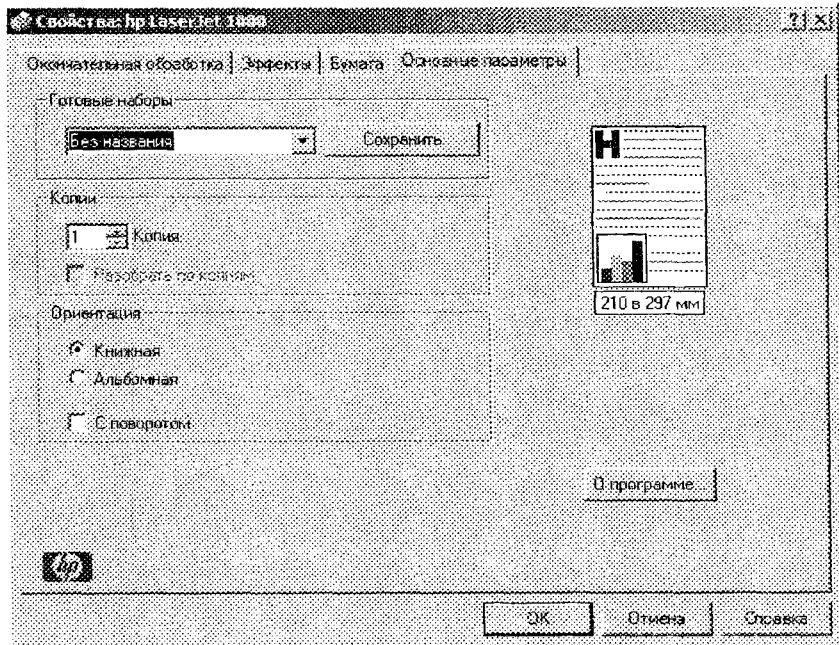 Свойства: hp LaserJet 1000
Окончательная обработка Эффекты Бумага Основные параметры
Готовые наборы
Без названия Сохранить
Копии
1 Копия
Разобрать по копиям
Ориентация
Книжная
Альбомная
С поворотом
210 в 297 мм
О программе...
hp
OK Отмена Справка